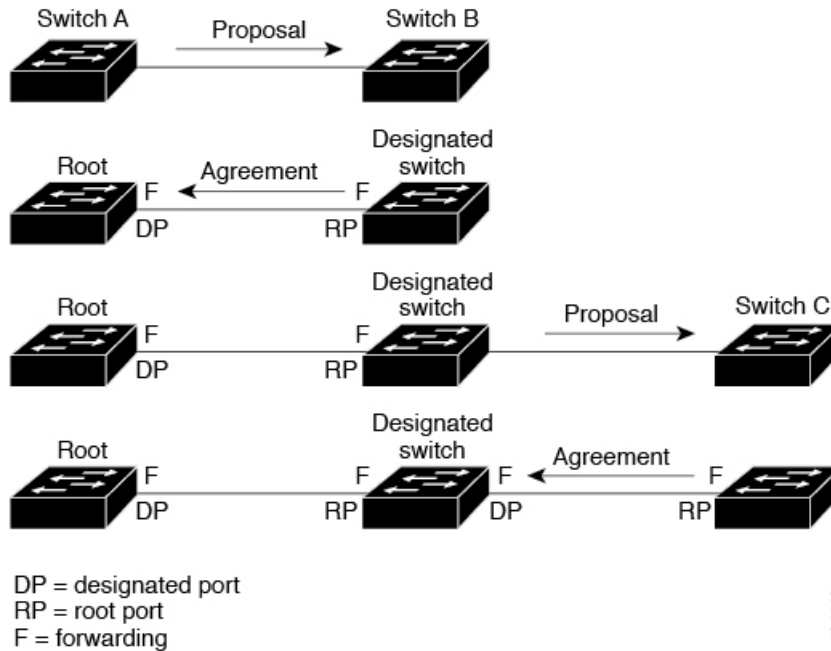 Switch A
Proposal
Switch B
Root
F
Agreement
F
Designated
switch
DP
RP
Root
F
F
Designated
switch
Proposal
Switch C
DP
RP
Root
F
F
Designated
switch
F
Agreement
F
DP
RP
DP
RP
DP = designated port
RP = root port
F = forwarding